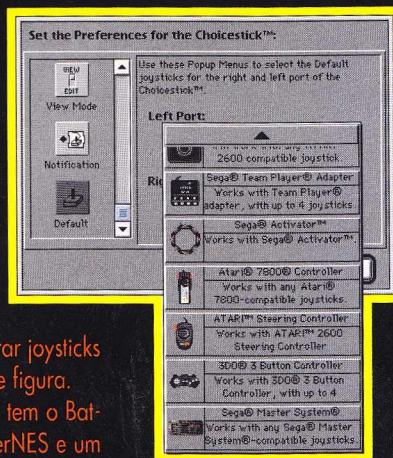 Set the Preferences for the Choicestick™:
VIEW
EDIT
View Mode
Notification
Default
Use these Popup Menus to select the Default
joysticks for the right and left port of the
Choicestick™.
Left Port:
2600 compatible joystick
Sega® Team Player® Adapter
Works with Team Player®
adapter, with up to 4 joysticks.
Sega® Activator™
Works with Sega® Activator™.
Atari® 7800® Controller
Works with any Atari®
7800-compatible joysticks.
ATARI™ Steering Controller
Works with ATARI™ 2600
Steering Controller
3DO® 3 Button Controller
Works with 3DO® 3 Button
Controller, with up to 4
Sega® Master System®
Works with any Sega® Master
System®-compatible joysticks.
rar joysticks
e figura.
tem o Bat-
erNES e um